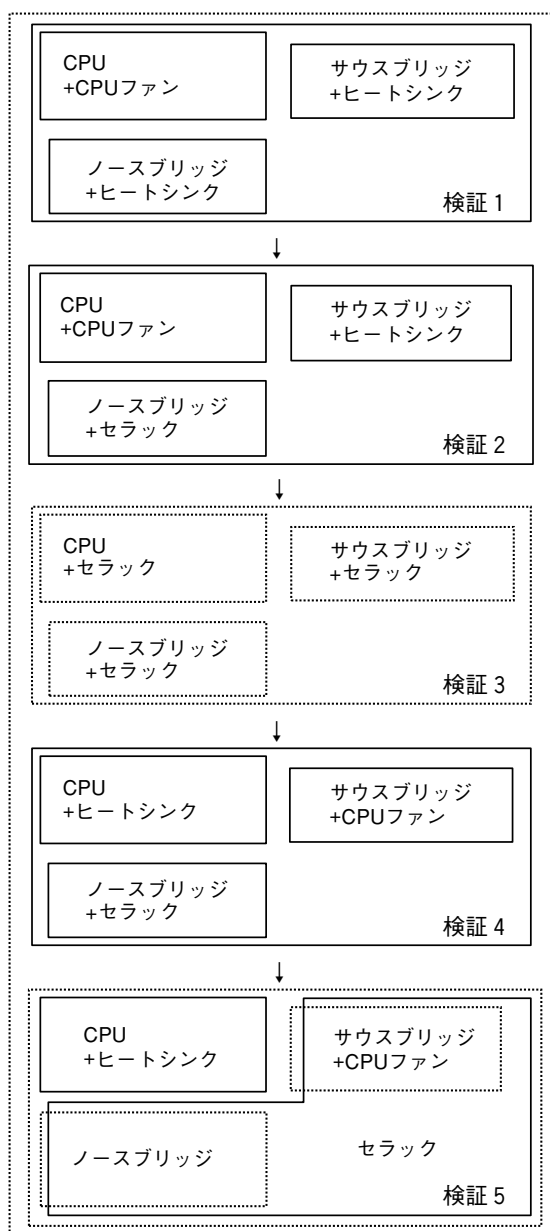 CPU
+CPUファン
サウスブリッジ
+ヒートシンク
ノースブリッジ
+ヒートシンク
検証 1
↓
CPU
+CPUファン
サウスブリッジ
+ヒートシンク
ノースブリッジ
+セラック
検証 2
↓
CPU
+セラック
サウスブリッジ
+セラック
ノースブリッジ
+セラック
検証 3
↓
CPU
+ヒートシンク
サウスブリッジ
+CPUファン
ノースブリッジ
+セラック
検証 4
↓
CPU
+ヒートシンク
サウスブリッジ
+CPUファン
ノースブリッジ
セラック
検証 5